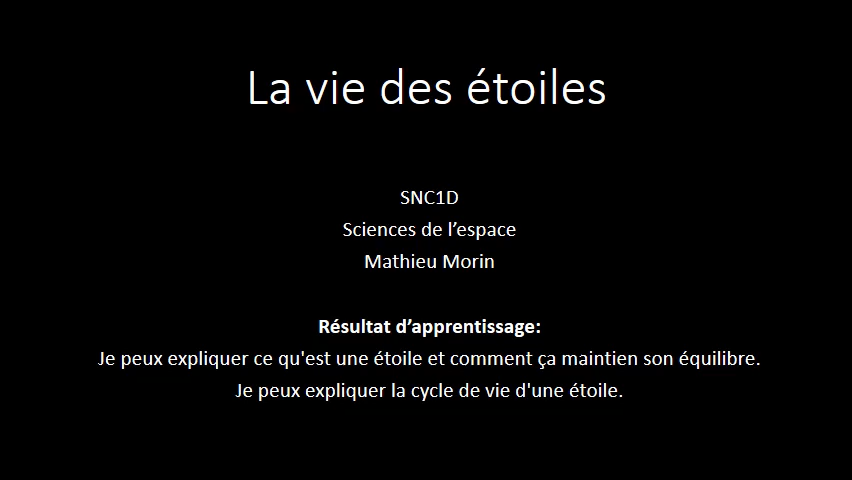 La vie des étoiles
SNC1D
Sciences de l’espace
Mathieu Morin
Résultat d’apprentissage:
Je peux expliquer ce qu'est une étoile et comment ça maintien son équilibre.
Je peux expliquer la cycle de vie d'une étoile.